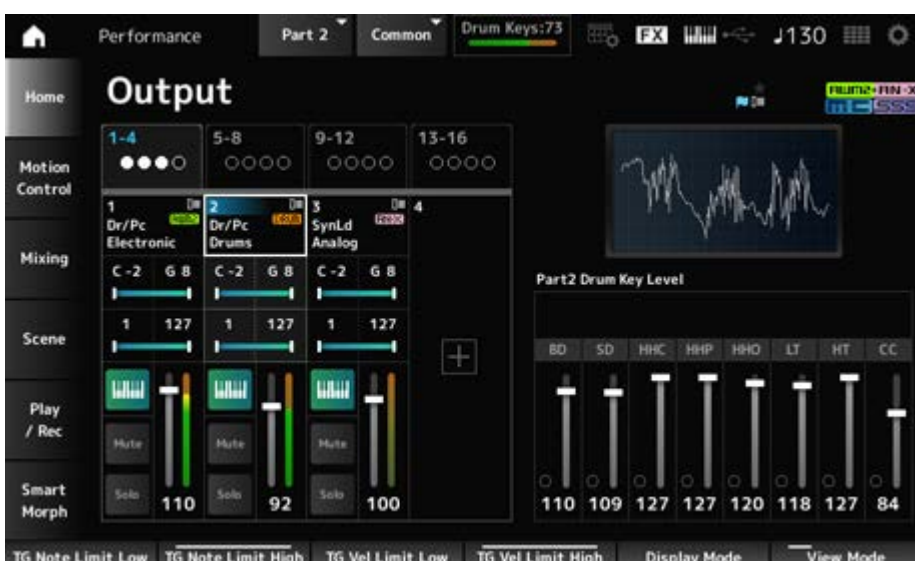 Performance
Part 2
Common
Drum Keys:73
FX
♩130
Home
Output
AWM2+AN-X
1-4
5-8
9-12
13-16
Motion
Control
1
Dr/Pc
AWM2
Electronic
2
Dr/Pc
DRUM
Drums
3
SynLd
AN-X
Analog
4
Mixing
C -2 G 8
C -2 G 8
C -2 G 8
Part2 Drum Key Level
Scene
1 127
1 127
1 127
BD SD HHC HHP HHO LT HT CC
Play
/ Rec
Mute
Mute
Mute
Smart
Morph
Solo
110
Solo
92
Solo
100
110 109 127 127 120 118 127 84
TG Note Limit Low
TG Note Limit High
TG Vel Limit Low
TG Vel Limit High
Display Mode
View Mode